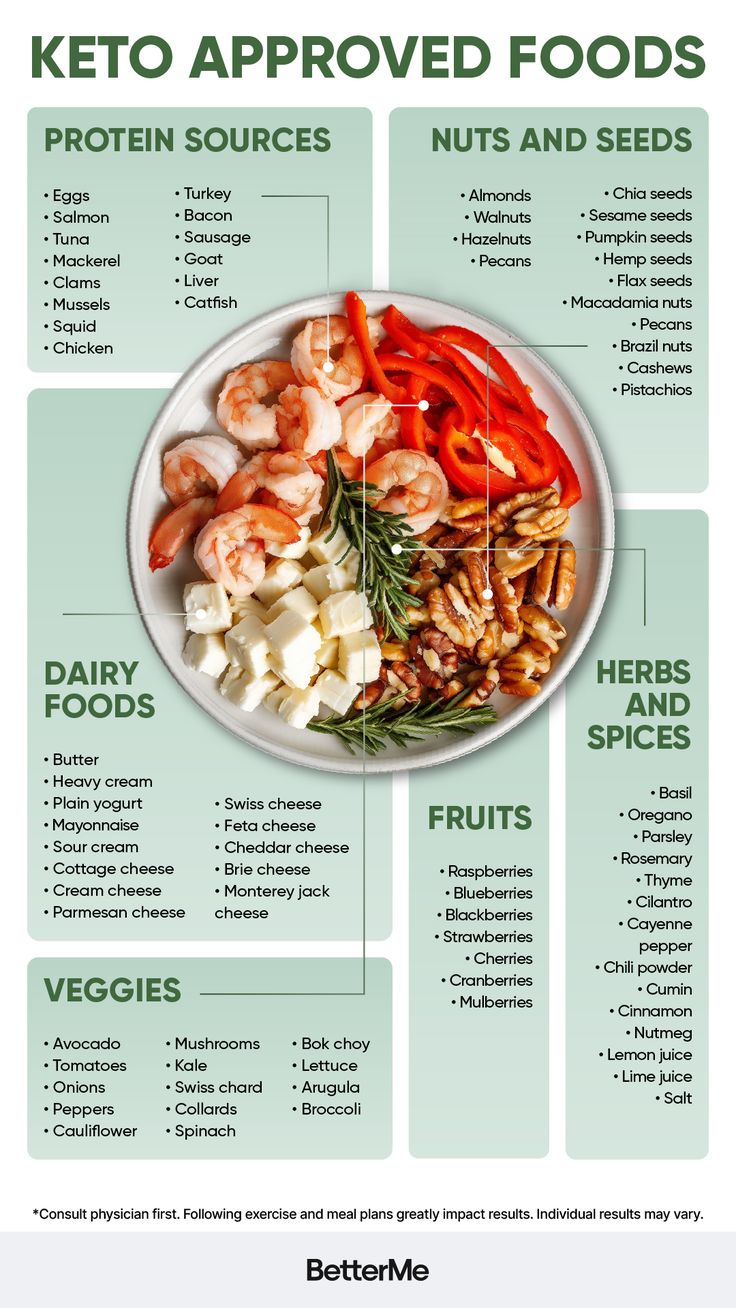 KETO APPROVED FOODS
PROTEIN SOURCES
• Eggs
• Salmon
• Tuna
• Mackerel
• Clams
• Mussels
• Squid
• Chicken
• Turkey
• Bacon
• Sausage
• Goat
• Liver
• Catfish
NUTS AND SEEDS
• Almonds
• Walnuts
• Hazelnuts
• Pecans
• Chia seeds
• Sesame seeds
• Pumpkin seeds
• Hemp seeds
• Flax seeds
• Macadamia nuts
• Pecans
• Brazil nuts
• Cashews
• Pistachios
DAIRY
FOODS
• Butter
• Heavy cream
• Plain yogurt
• Mayonnaise
• Sour cream
• Cottage cheese
• Cream cheese
• Parmesan cheese
• Swiss cheese
• Feta cheese
• Cheddar cheese
• Brie cheese
• Monterey jack
cheese
FRUITS
• Raspberries
• Blueberries
• Blackberries
• Strawberries
• Cherries
• Cranberries
• Mulberries
HERBS
AND
SPICES
• Basil
• Oregano
• Parsley
• Rosemary
• Thyme
• Cilantro
• Cayenne
pepper
• Chili powder
• Cumin
• Cinnamon
• Nutmeg
• Lemon juice
• Lime juice
• Salt
VEGGIES
• Avocado
• Tomatoes
• Onions
• Peppers
• Cauliflower
• Mushrooms
• Kale
• Swiss chard
• Collards
• Spinach
• Bok choy
• Lettuce
• Arugula
• Broccoli
*Consult physician first. Following exercise and meal plans greatly impact results. Individual results may vary.
BetterMe